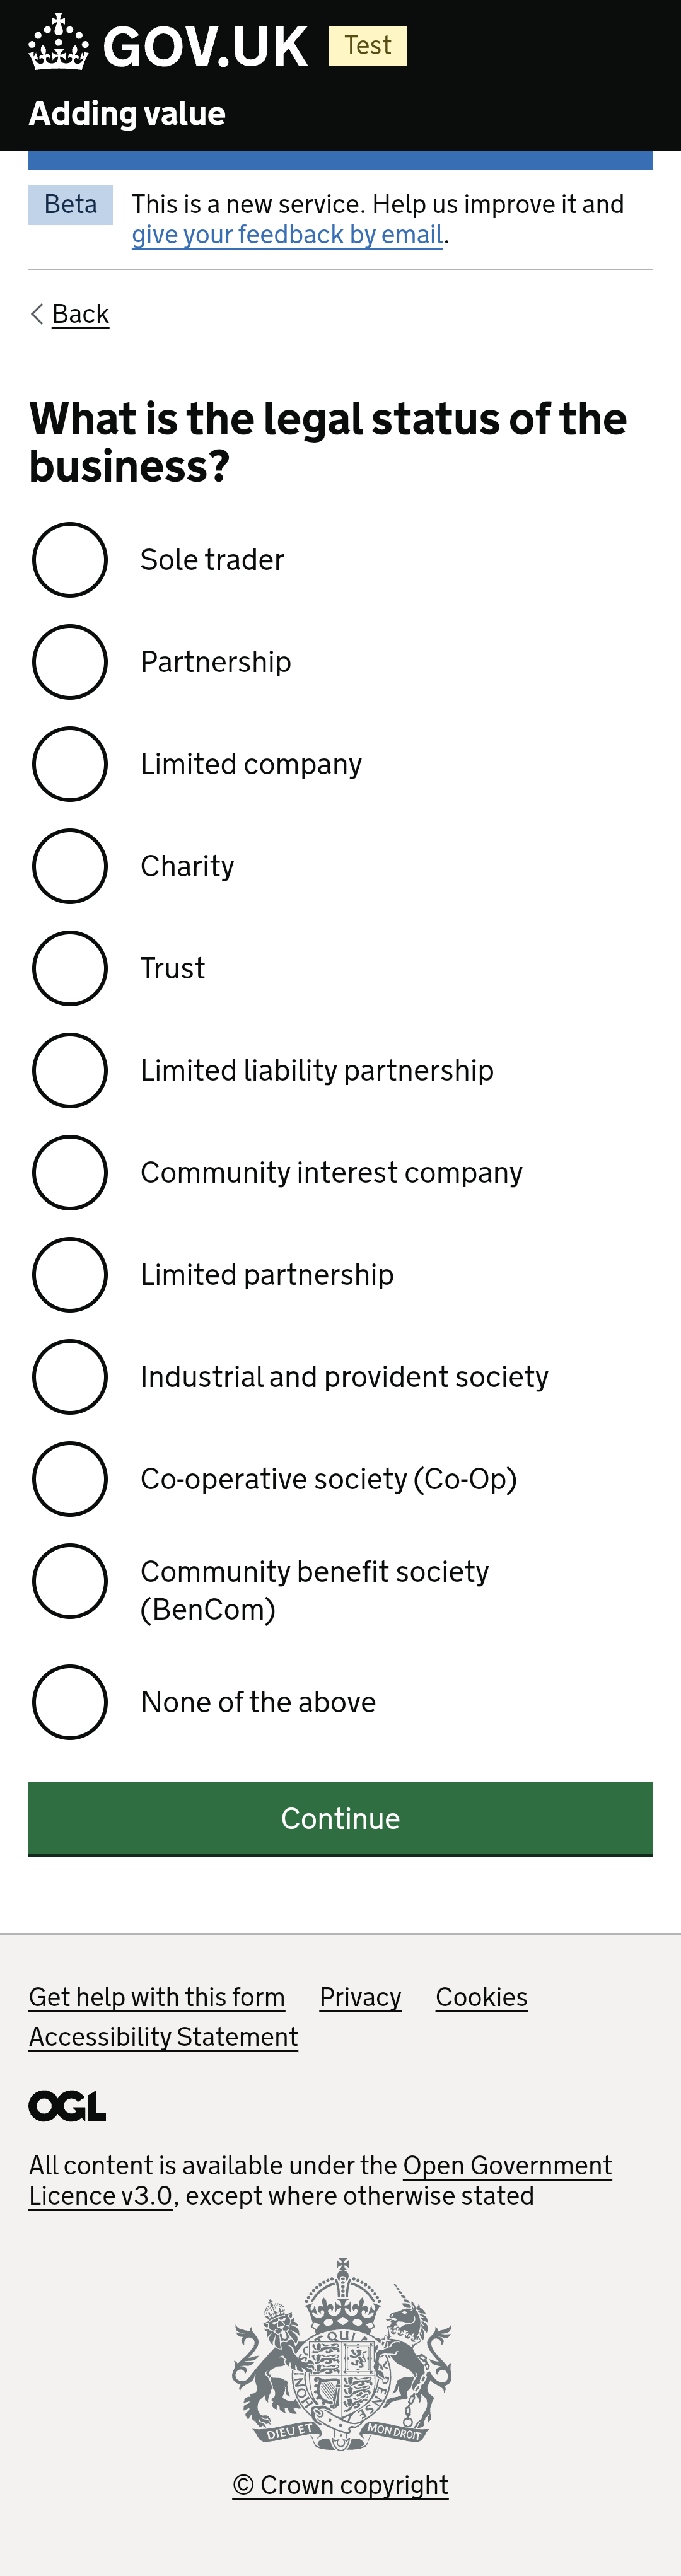 GOV.UK Test
Adding value
Beta This is a new service. Help us improve it and
give your feedback by email.
Back
What is the legal status of the
business?
Sole trader
Partnership
Limited company
Charity
Trust
Limited liability partnership
Community interest company
Limited partnership
Industrial and provident society
Co-operative society (Co-Op)
Community benefit society
(BenCom)
None of the above
Continue
Get help with this form Privacy Cookies
Accessibility Statement
OGL
All content is available under the Open Government
Licence v3.0, except where otherwise stated
DIEU ET MON DROIT
© Crown copyright